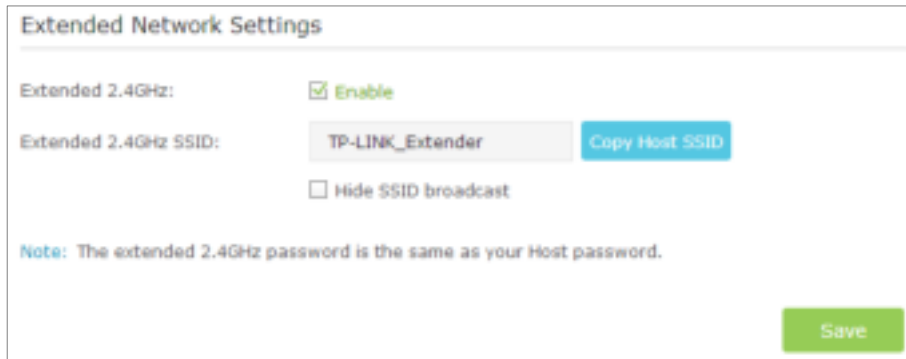 Extended Network Settings
Extended 2.4GHz: Enable
Extended 2.4GHz SSID: TP-LINK_Extender Copy Host SSID
Hide SSID broadcast
Note: The extended 2.4GHz password is the same as your Host password.
Save